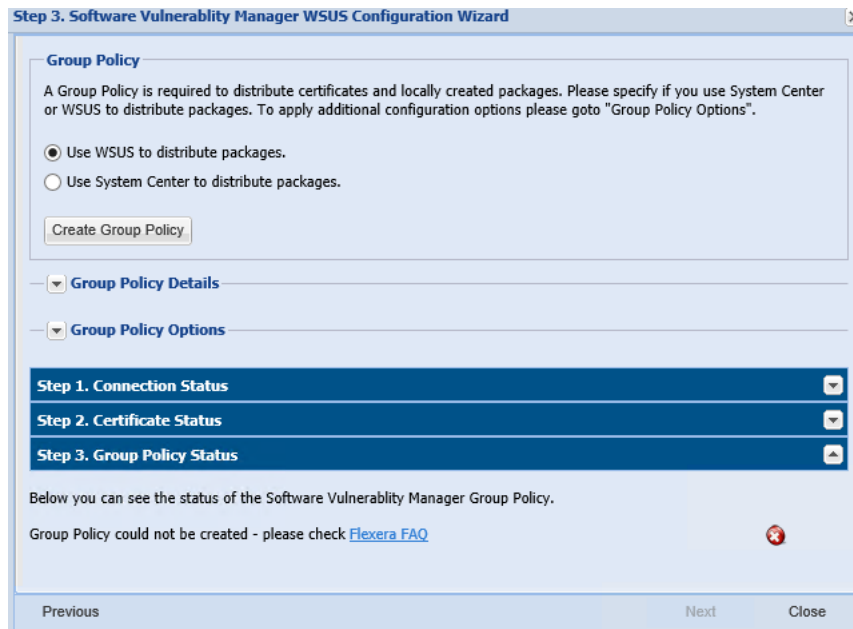 Step 3. Software Vulnerablity Manager WSUS Configuration Wizard
Group Policy
A Group Policy is required to distribute certificates and locally created packages. Please specify if you use System Center
or WSUS to distribute packages. To apply additional configuration options please goto "Group Policy Options".
Use WSUS to distribute packages.
Use System Center to distribute packages.
Create Group Policy
Group Policy Details
Group Policy Options
Step 1. Connection Status
Step 2. Certificate Status
Step 3. Group Policy Status
Below you can see the status of the Software Vulnerablity Manager Group Policy.
Group Policy could not be created - please check Flexera FAQ
Previous Next Close